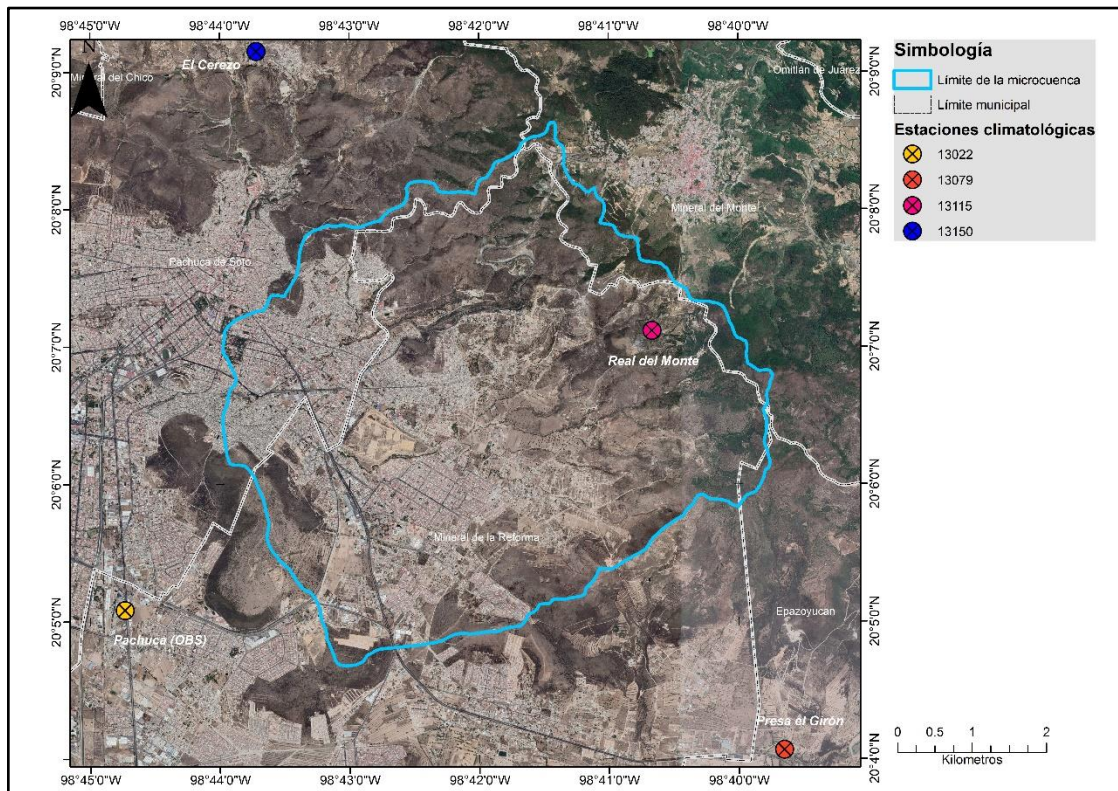 98°45'0"W 98°44'0"W 98°43'0"W 98°42'0"W 98°41'0"W 98°40'0"W
N
20°9'0"N
20°8'0"N
20°7'0"N
20°6'0"N
20°5'0"N
20°4'0"N
El Cerezo
Mineral del Chico
Omitlán de Juárez
Mineral del Monte
Pachuca de Soto
Real del Monte
Mineral de la Reforma
Epazoyucan
Pachuca (OBS)
Presa el Girón
20°9'0"N
20°8'0"N
20°7'0"N
20°6'0"N
20°5'0"N
20°4'0"N
98°45'0"W 98°44'0"W 98°43'0"W 98°42'0"W 98°41'0"W 98°40'0"W
Simbología
Límite de la microcuenca
Límite municipal
Estaciones climatológicas
13022
13079
13115
13150
0 0.5 1 2
Kilometros